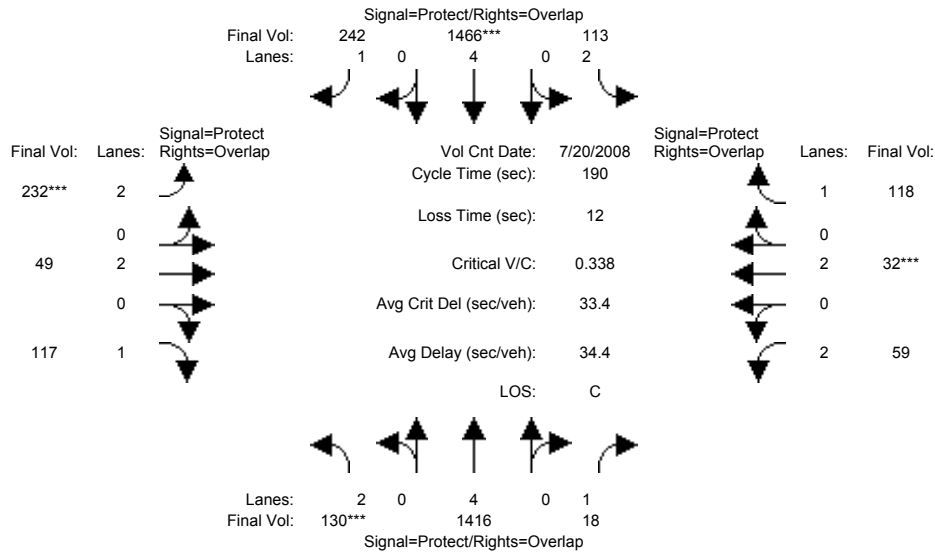 Signal=Protect/Rights=Overlap
Final Vol: 242 1466*** 113
Lanes: 1 0 4 0 2
Signal=Protect
Final Vol: Lanes: Rights=Overlap Vol Cnt Date: 7/20/2008
Signal=Protect
Rights=Overlap Lanes: Final Vol:
Cycle Time (sec): 190
232*** 2 1 118
Loss Time (sec): 12
0 0
49 2 Critical V/C: 0.338 2 32***
0 Avg Crit Del (sec/veh): 33.4 0
117 1 Avg Delay (sec/veh): 34.4 2 59
LOS: C
Lanes: 2 0 4 0 1
Final Vol: 130*** 1416 18
Signal=Protect/Rights=Overlap